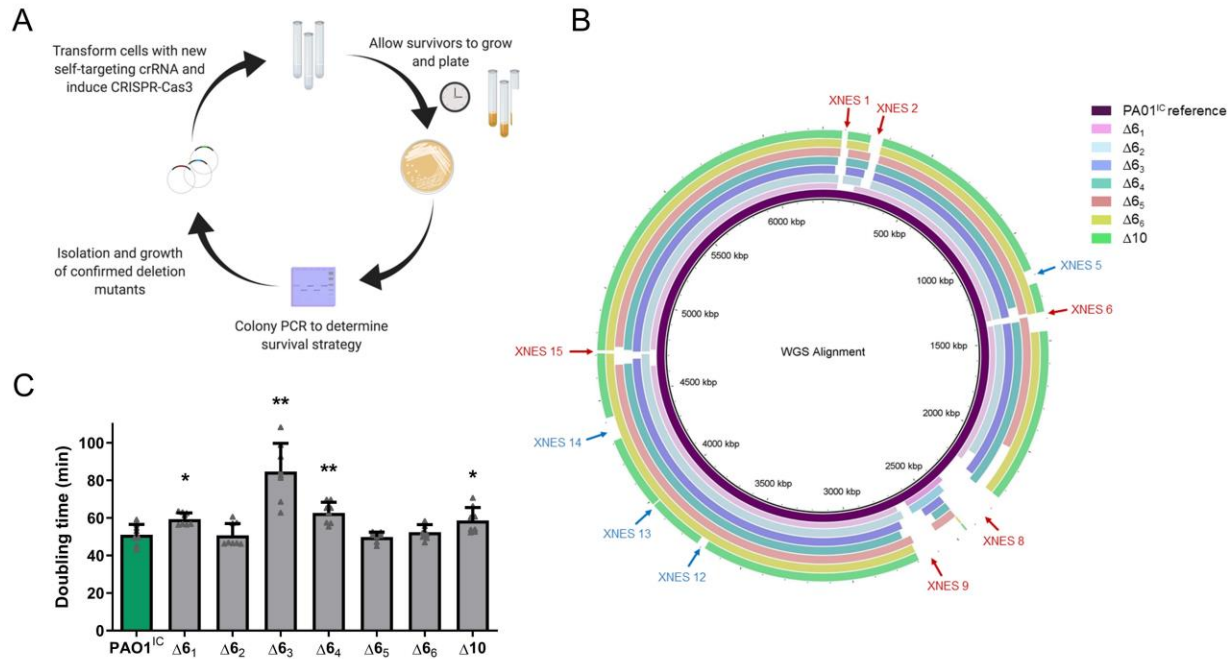 A
Transform cells with new
self-targeting crRNA and
induce CRISPR-Cas3
Allow survivors to grow
and plate
Isolation and growth
of confirmed deletion
mutants
Colony PCR to determine
survival strategy
B
XNES 1
XNES 2
XNES 5
XNES 6
XNES 8
XNES 9
XNES 12
XNES 13
XNES 14
XNES 15
500 kbp
1000 kbp
1500 kbp
2000 kbp
2500 kbp
3000 kbp
3500 kbp
4000 kbp
4500 kbp
5000 kbp
5500 kbp
6000 kbp
WGS Alignment
PA01ᴵᶜ reference
Δ6₁
Δ6₂
Δ6₃
Δ6₄
Δ6₅
Δ6₆
Δ10
C
Doubling time (min)
100
80
60
40
20
0
*
**
**
*
PAO1ᴵᶜ Δ6₁ Δ6₂ Δ6₃ Δ6₄ Δ6₅ Δ6₆ Δ10